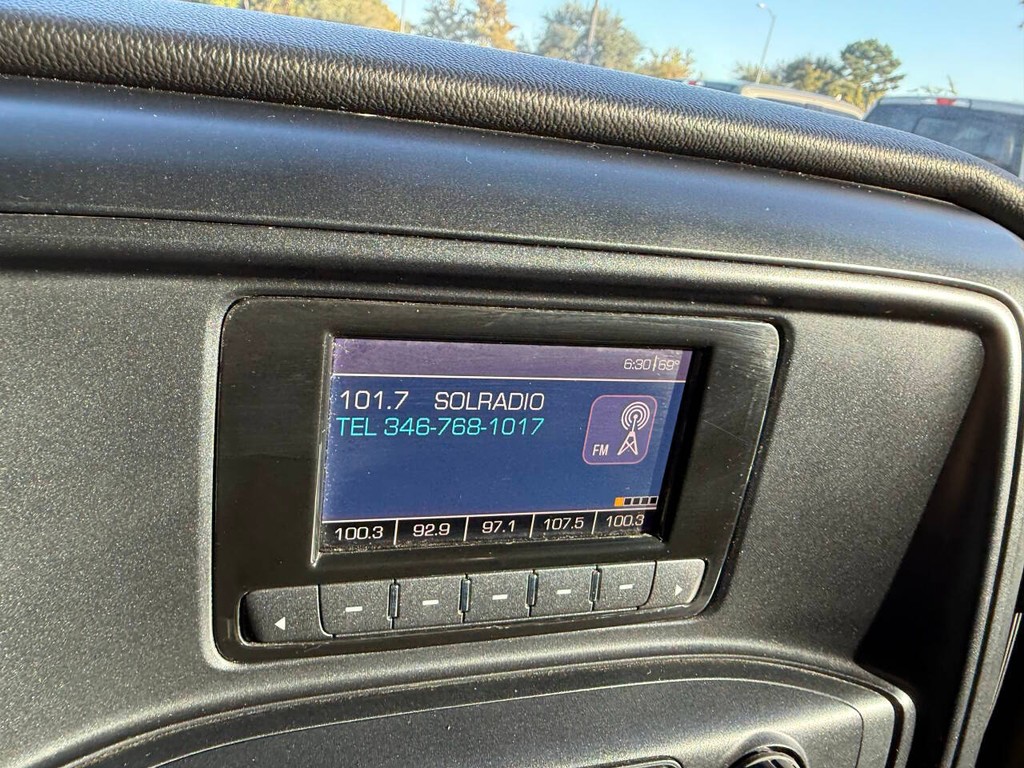 6:30 69°
101.7 SOLRADIO
TEL 346-768-1017
FM
100.3 92.9 97.1 107.5 100.3